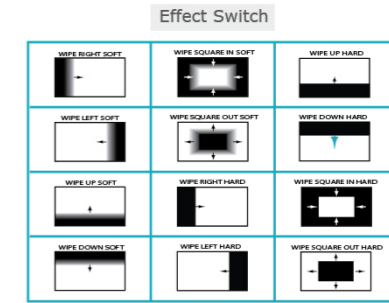 Effect Switch
WIPE RIGHT SOFT
WIPE SQUARE IN SOFT
WIPE UP HARD
WIPE LEFT SOFT
WIPE SQUARE OUT SOFT
WIPE DOWN HARD
WIPE UP SOFT
WIPE RIGHT HARD
WIPE SQUARE IN HARD
WIPE DOWN SOFT
WIPE LEFT HARD
WIPE SQUARE OUT HARD